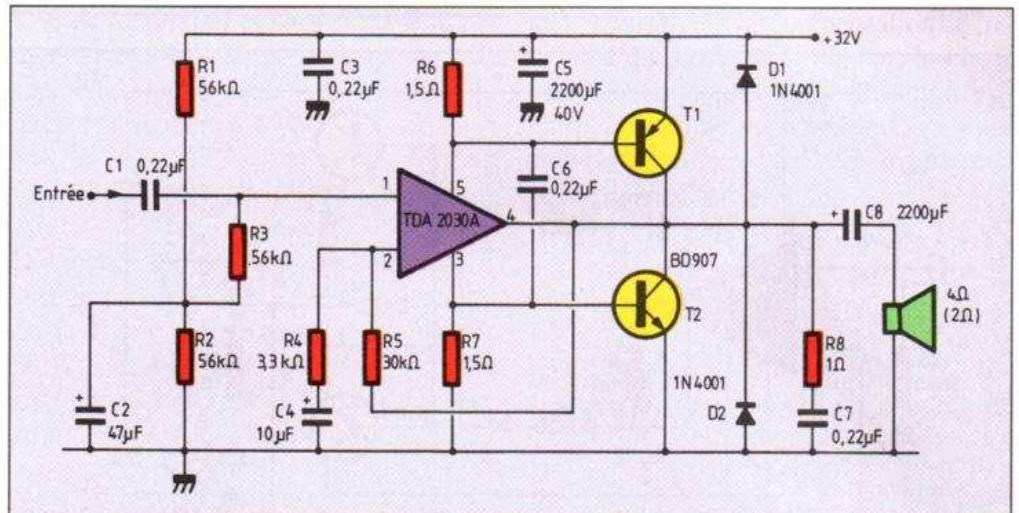 +32V
R1
56kΩ
C3
0,22µF
R6
1,5Ω
C5
2200µF
40V
D1
1N4001
T1
C1 0,22µF
Entrée
1
5
C6
0,22µF
TDA 2030A
4
C8 2200µF
R3
56kΩ
2
3
BD907
T2
4Ω
(2Ω)
R2
56kΩ
R4
3,3kΩ
R5
30kΩ
R7
1,5Ω
R8
1Ω
1N4001
D2
C2
47µF
C4
10µF
C7
0,22µF